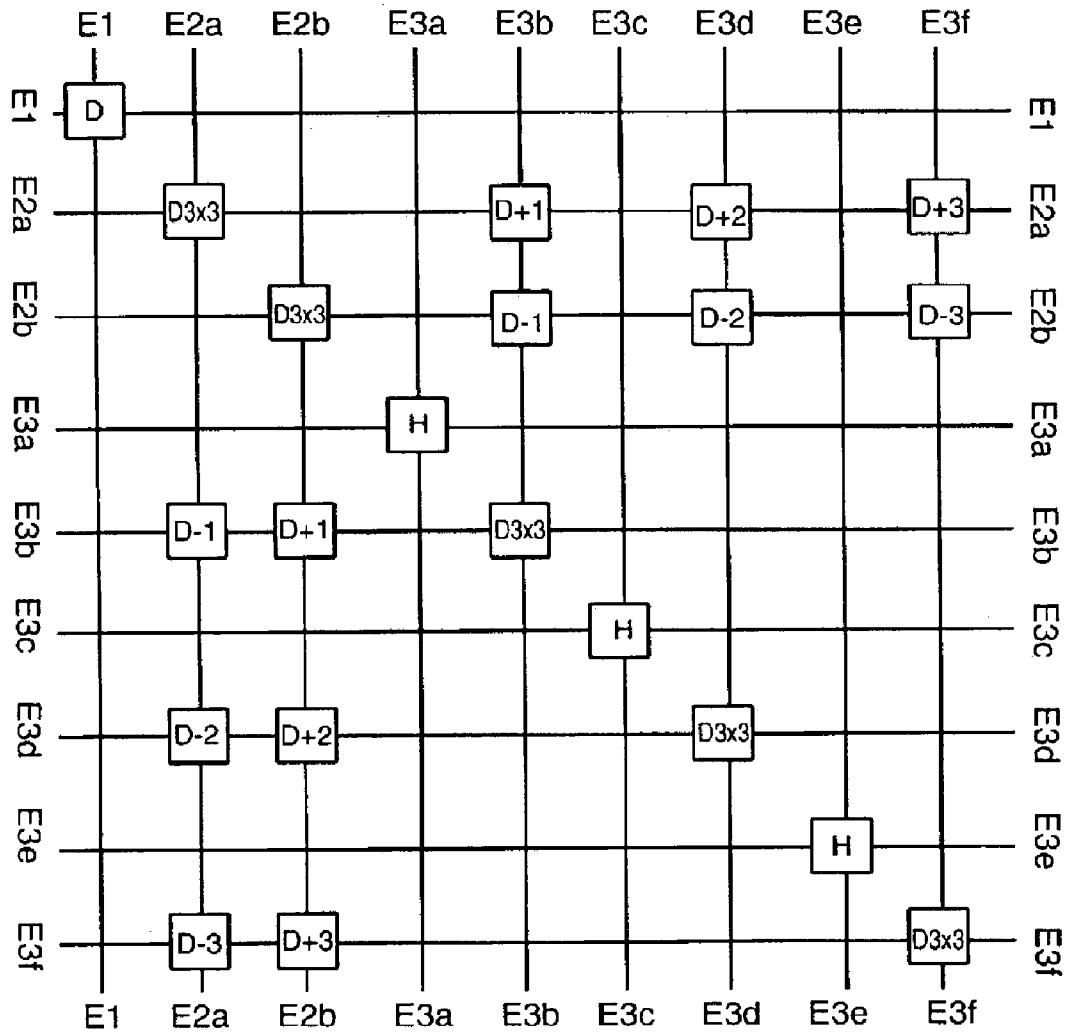 E1 E2a E2b E3a E3b E3c E3d E3e E3f
E1 D E1
E2a D3x3 D+1 D+2 D+3 E2a
E2b D3x3 D-1 D-2 D-3 E2b
E3a H E3a
E3b D-1 D+1 D3x3 E3b
E3c H E3c
E3d D-2 D+2 D3x3 E3d
E3e H E3e
E3f D-3 D+3 D3x3 E3f
E1 E2a E2b E3a E3b E3c E3d E3e E3f